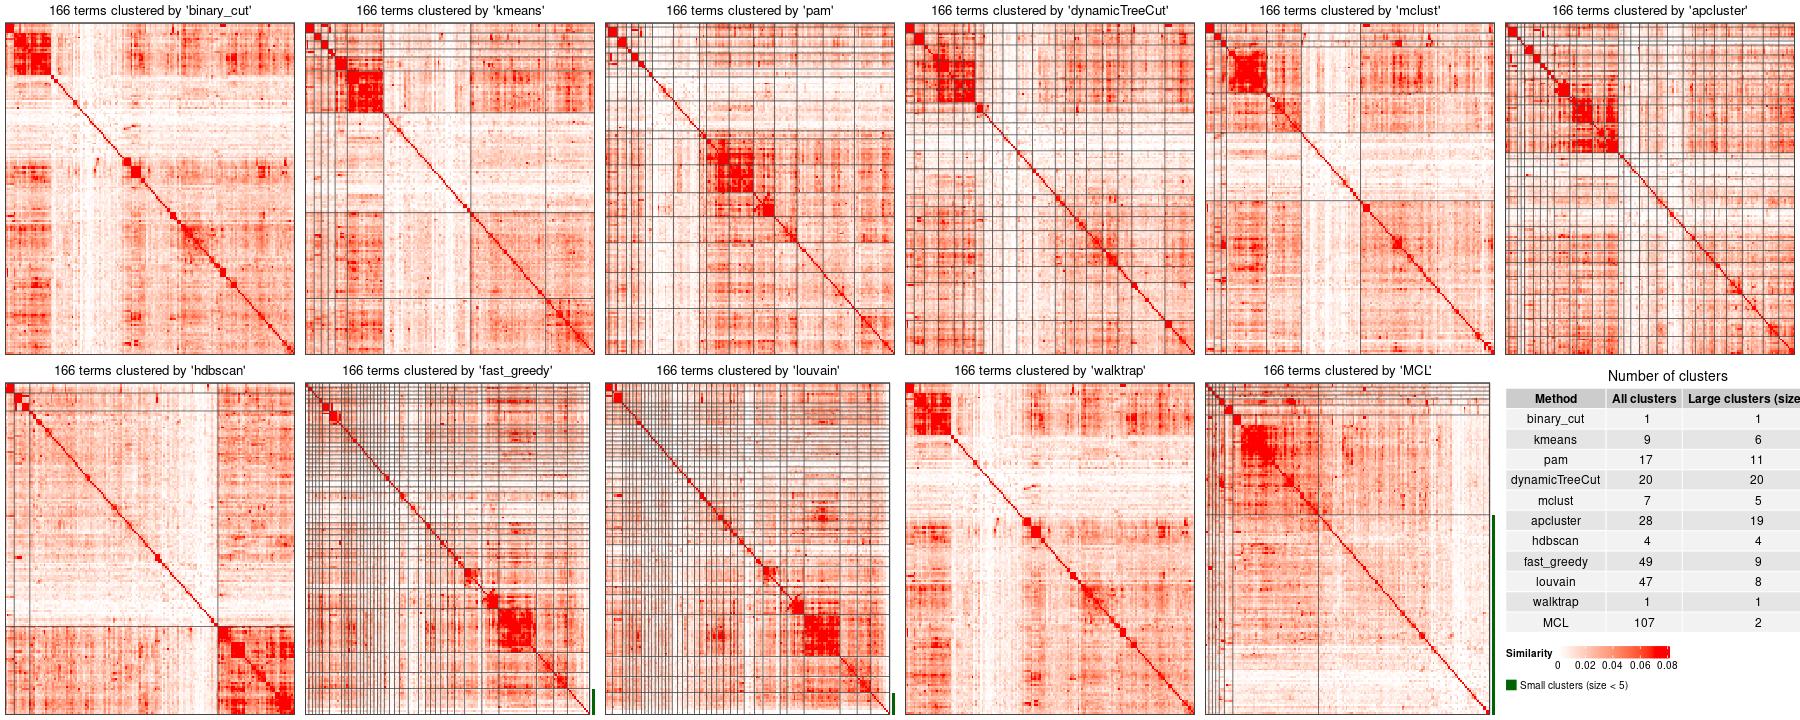 166 terms clustered by 'binary_cut'
166 terms clustered by 'kmeans'
166 terms clustered by 'pam'
166 terms clustered by 'dynamicTreeCut'
166 terms clustered by 'mclust'
166 terms clustered by 'apcluster'
166 terms clustered by 'hdbscan'
166 terms clustered by 'fast_greedy'
166 terms clustered by 'louvain'
166 terms clustered by 'walktrap'
166 terms clustered by 'MCL'
Number of clusters
Method All clusters Large clusters (size
binary_cut 1 1
kmeans 9 6
pam 17 11
dynamicTreeCut 20 20
mclust 7 5
apcluster 28 19
hdbscan 4 4
fast_greedy 49 9
louvain 47 8
walktrap 1 1
MCL 107 2
Similarity
0 0.02 0.04 0.06 0.08
Small clusters (size < 5)